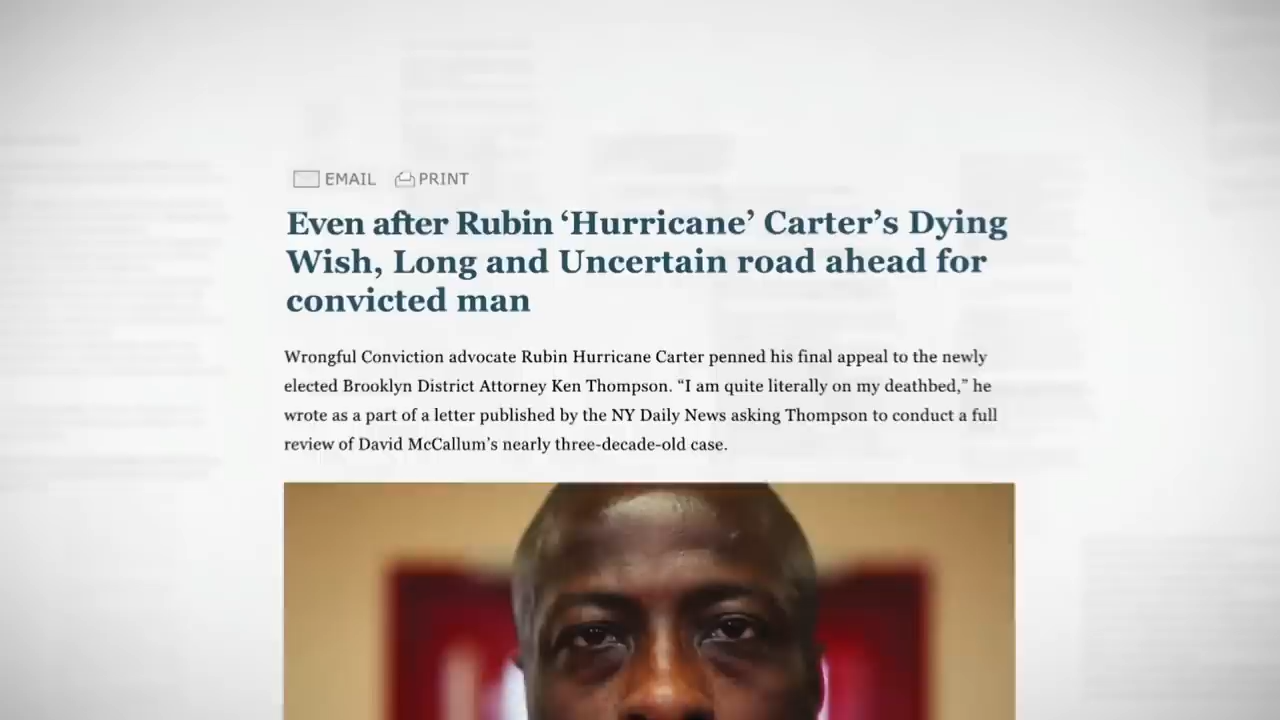 EMAIL PRINT
Even after Rubin ‘Hurricane’ Carter’s Dying
Wish, Long and Uncertain road ahead for
convicted man
Wrongful Conviction advocate Rubin Hurricane Carter penned his final appeal to the newly
elected Brooklyn District Attorney Ken Thompson. “I am quite literally on my deathbed,” he
wrote as a part of a letter published by the NY Daily News asking Thompson to conduct a full
review of David McCallum’s nearly three-decade-old case.